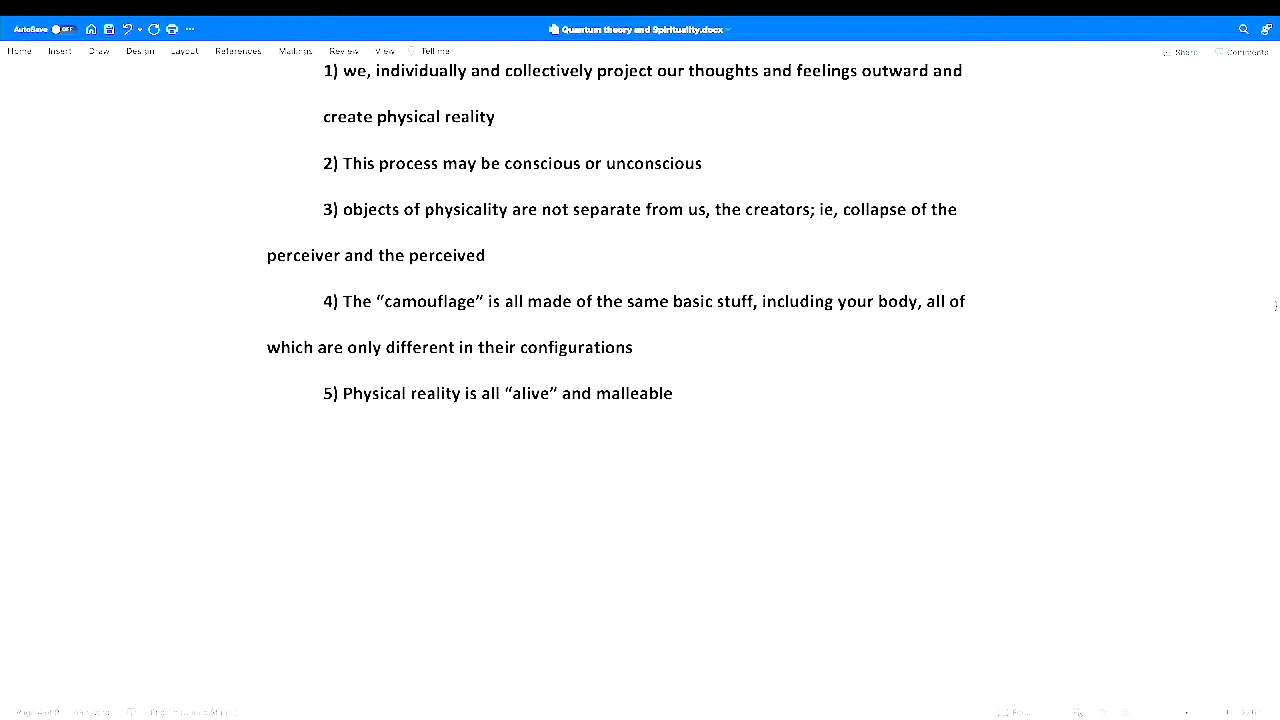 AutoSave OFF
Quantum theory and Spirituality.docx
Home Insert Draw Design Layout References Mailings Review View Tell me
Share Comments
1) we, individually and collectively project our thoughts and feelings outward and
create physical reality
2) This process may be conscious or unconscious
3) objects of physicality are not separate from us, the creators; ie, collapse of the
perceiver and the perceived
4) The “camouflage” is all made of the same basic stuff, including your body, all of
which are only different in their configurations
5) Physical reality is all “alive” and malleable